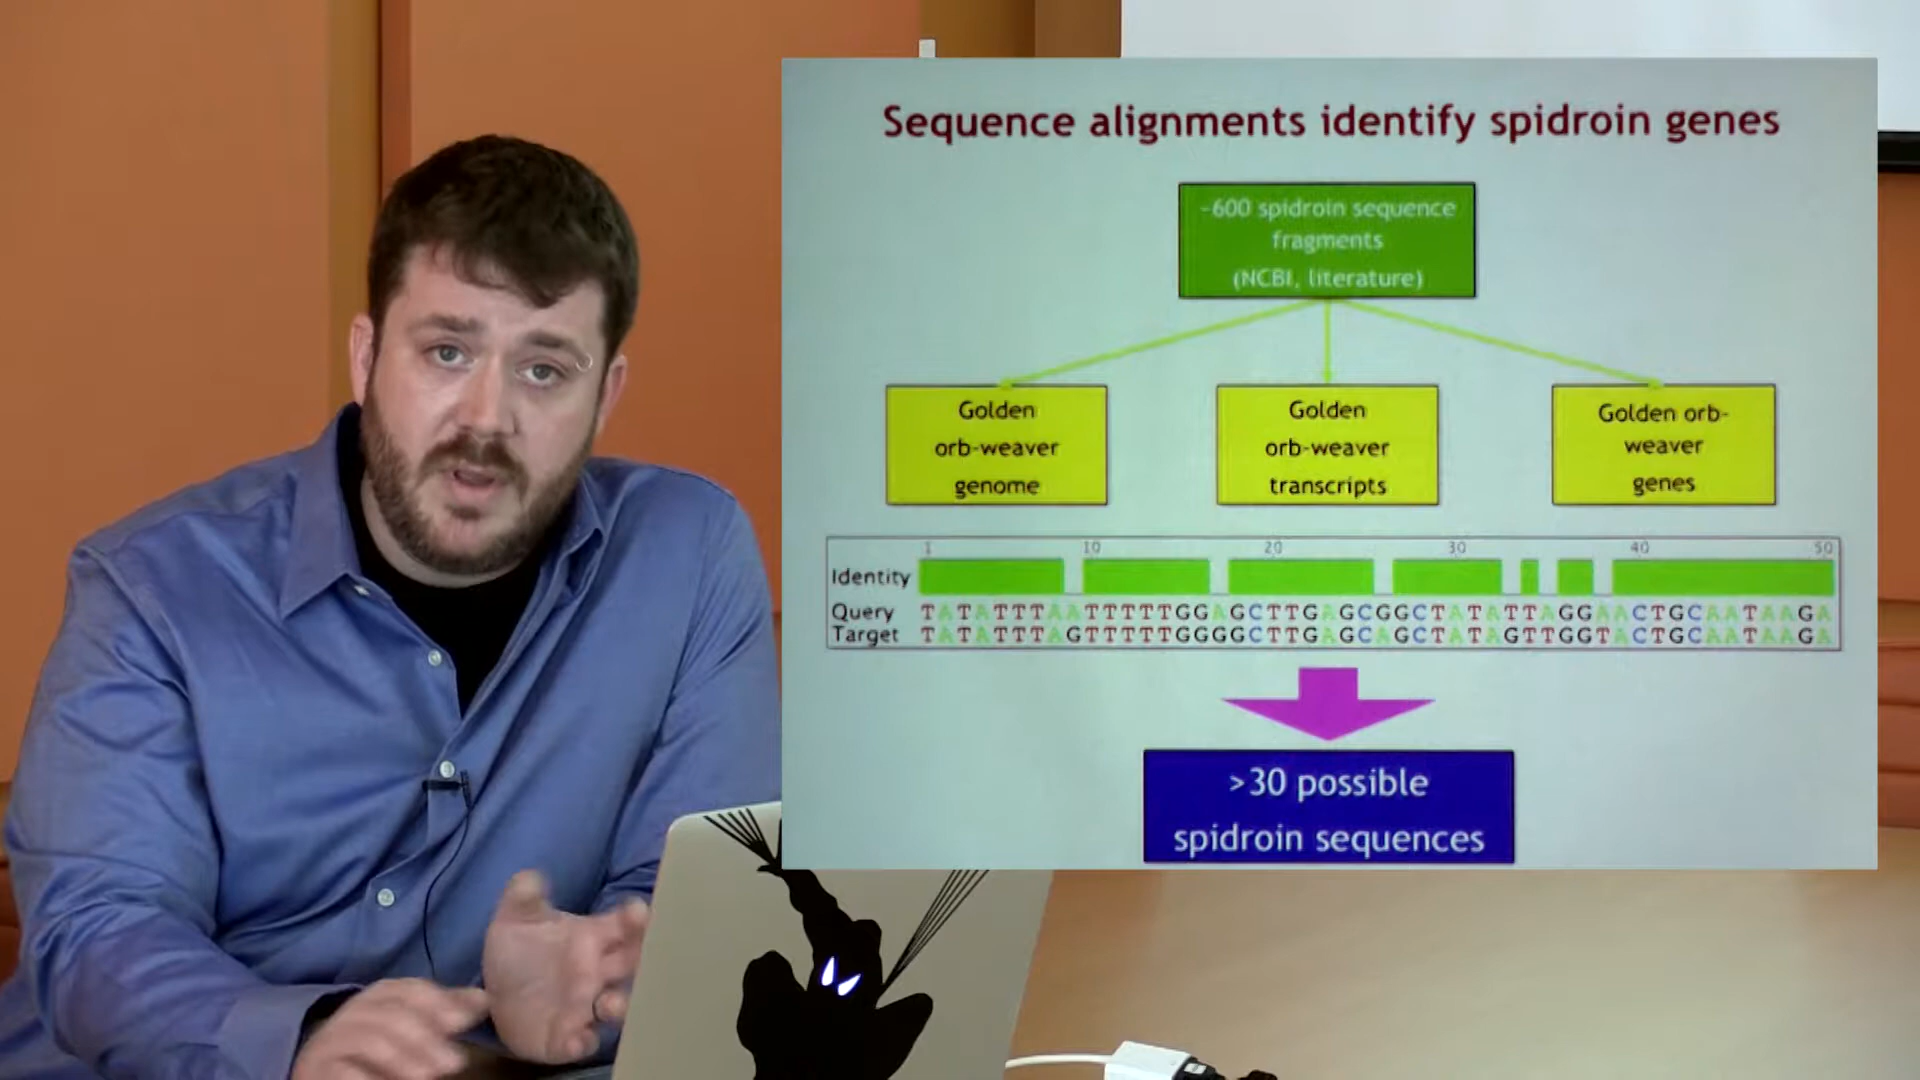 Sequence alignments identify spidroin genes
~600 spidroin sequence
fragments
(NCBI, literature)
Golden
orb-weaver
genome
Golden
orb-weaver
transcripts
Golden orb-
weaver
genes
1 10 20 30 40 50
Identity
Query TATATTTAATTTTTGGAGCTTGAGCGGCTATATTAGGAACTGCAATAAGA
Target TATATTTAGTTTTTGGGGCTTGAGCAGCTATAGTTGGTACTGCAATAAGA
>30 possible
spidroin sequences